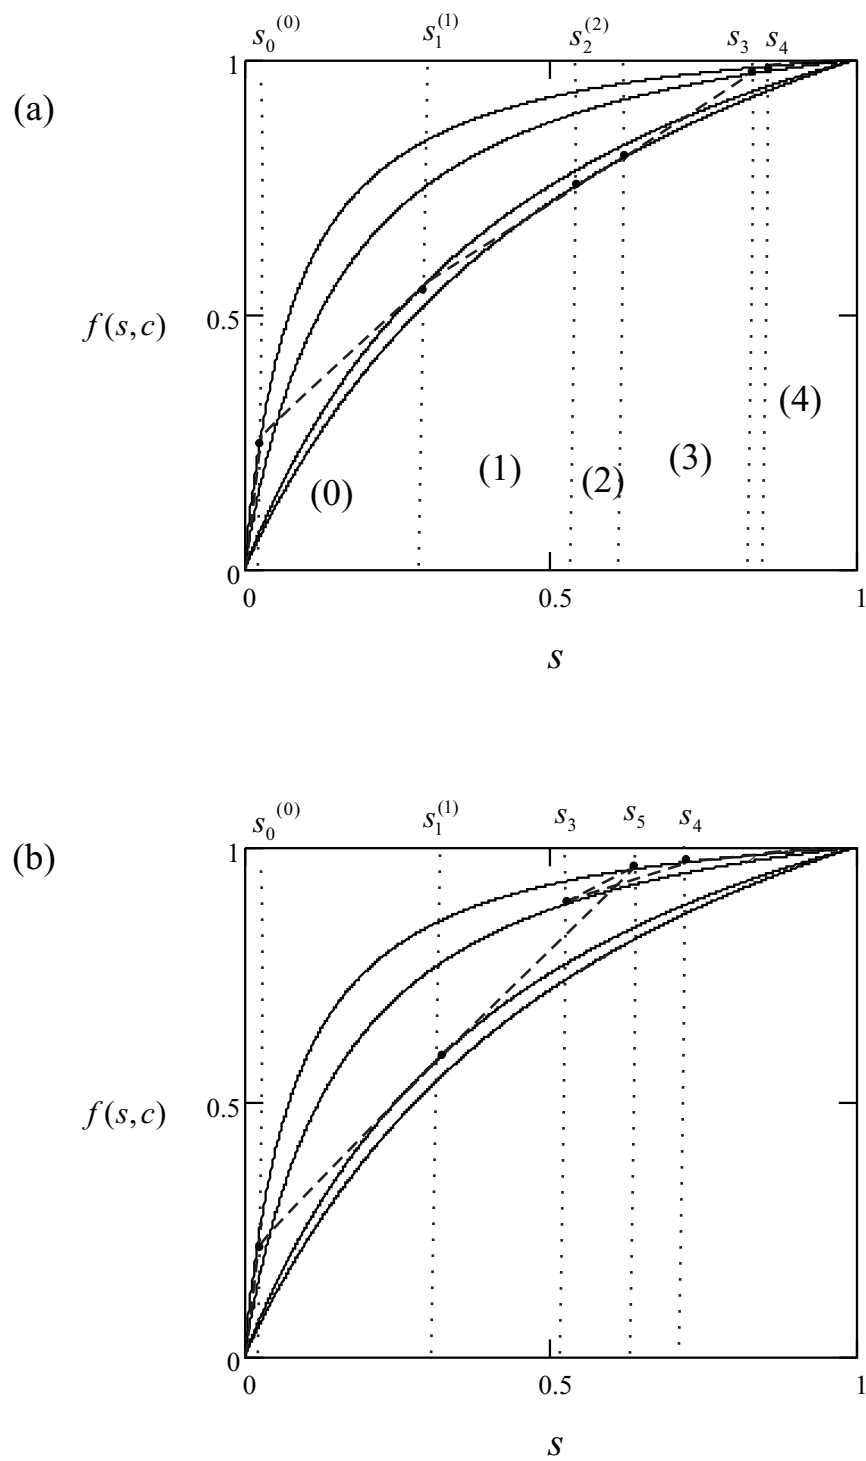 s₀⁽⁰⁾ s₁⁽¹⁾ s₂⁽²⁾ s₃ s₄
(a)
1
f(s,c)
0.5
(0) (1) (2) (3) (4)
0
0 0.5 1
s
s₀⁽⁰⁾ s₁⁽¹⁾ s₃ s₅ s₄
(b)
1
f(s,c)
0.5
0
0 0.5 1
s